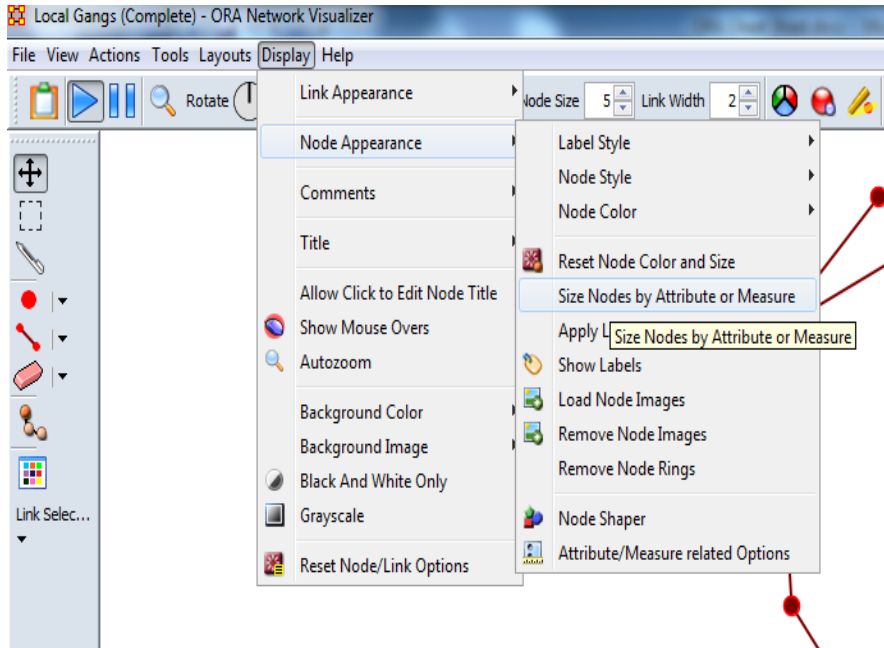 Local Gangs (Complete) - ORA Network Visualizer
File View Actions Tools Layouts Display Help
Rotate
Node Size 5 Link Width 2
Link Appearance
Node Appearance
Comments
Title
Allow Click to Edit Node Title
Show Mouse Overs
Autozoom
Background Color
Background Image
Black And White Only
Grayscale
Reset Node/Link Options
Label Style
Node Style
Node Color
Reset Node Color and Size
Size Nodes by Attribute or Measure
Apply L
Size Nodes by Attribute or Measure
Show Labels
Load Node Images
Remove Node Images
Remove Node Rings
Node Shaper
Attribute/Measure related Options
Link Selec...